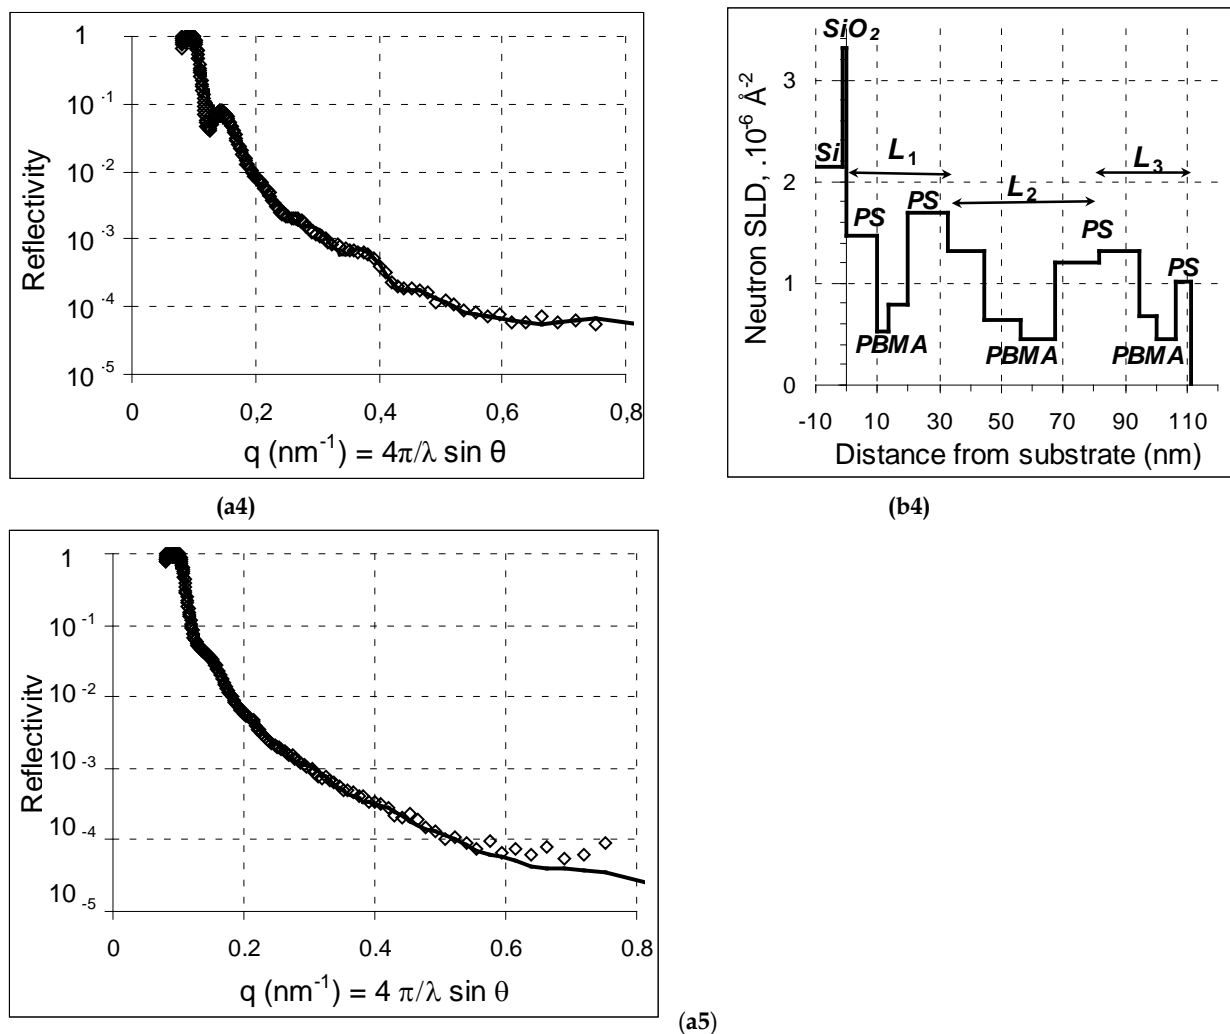 1
10-1
10-2
10-3
10-4
10-5
Reflectivity
0
0,2
0,4
0,6
0,8
q (nm-1) = 4π/λ sin θ
(a4)
SiO2
3
2
1
0
Neutron SLD, .10-6 Å-2
Si
L1
L2
L3
PS
PS
PS
PS
PBMA
PBMA
PBMA
-10 10 30 50 70 90 110
Distance from substrate (nm)
(b4)
1
10-1
10-2
10-3
10-4
10-5
Reflectivity
0
0.2
0.4
0.6
0.8
q (nm-1) = 4 π/λ sin θ
(a5)